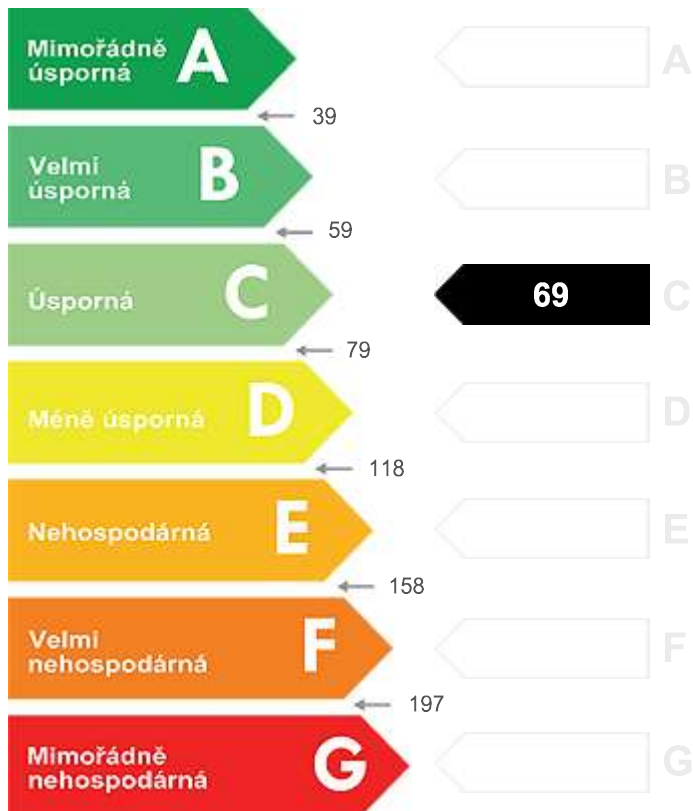 Mimořádně
úsporná
A
A
39
Velmi
úsporná
B
B
59
Úsporná
C
69
C
79
Méně úsporná
D
D
118
Nehospodárná
E
E
158
Velmi
nehospodárná
F
F
197
Mimořádně
nehospodárná
G
G